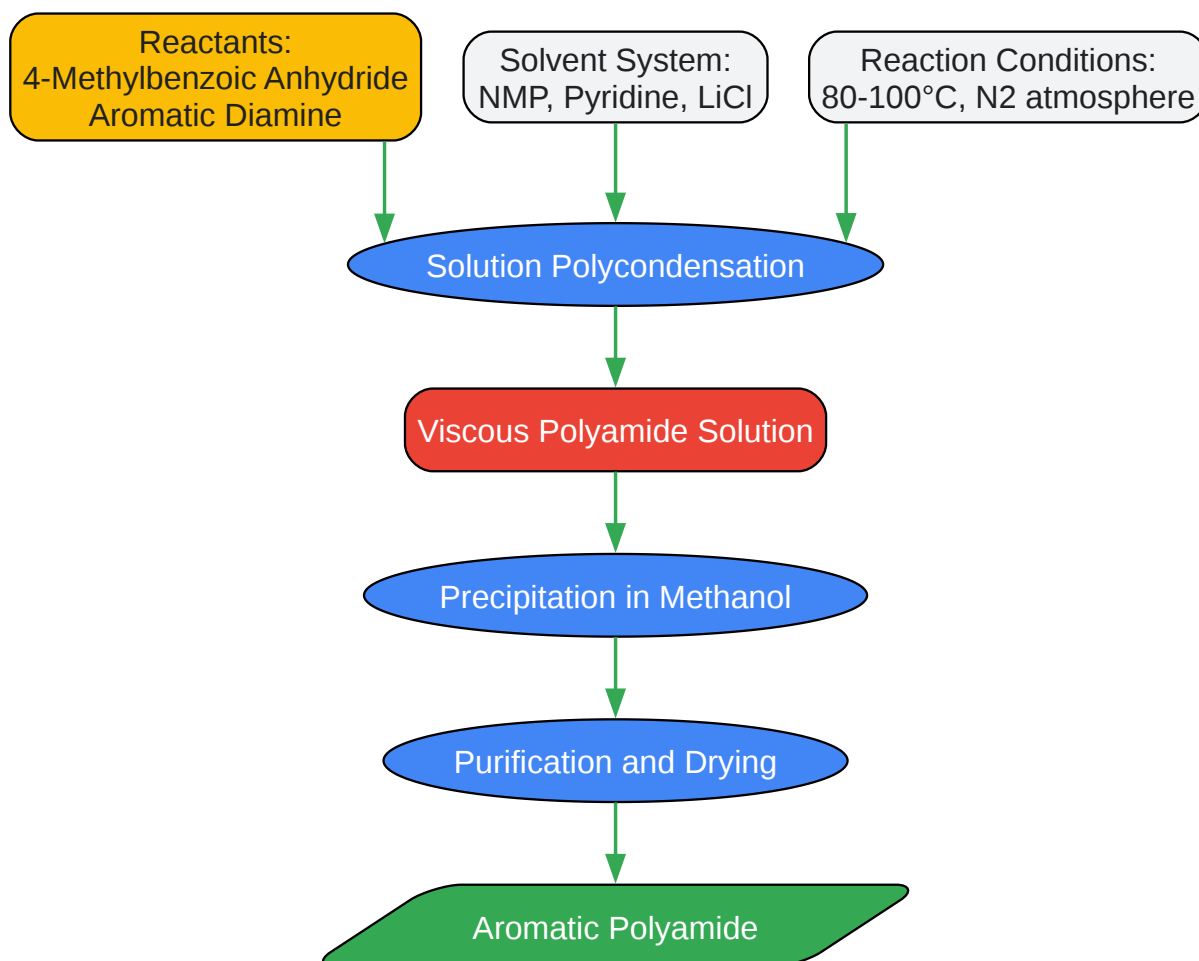 Reactants:
4-Methylbenzoic Anhydride
Aromatic Diamine
Solvent System:
NMP, Pyridine, LiCl
Reaction Conditions:
80-100°C, N2 atmosphere
Solution Polycondensation
Viscous Polyamide Solution
Precipitation in Methanol
Purification and Drying
Aromatic Polyamide